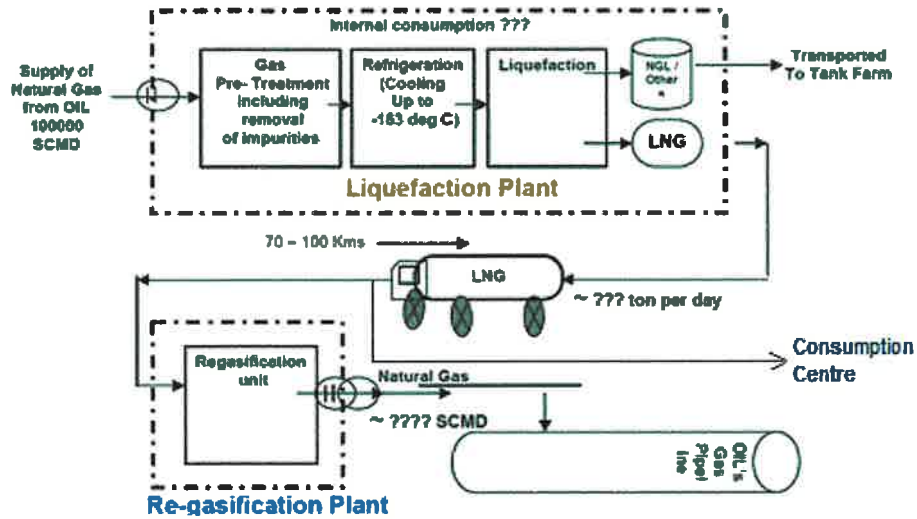 Internal consumption ???
Supply of
Natural Gas
from OIL
100000
SCMD
Gas
Pre- Treatment
including
removal
of impurities
Refrigeration
(Cooling
Up to
-163 deg C)
Liquefaction
NGL /
Other
s
LNG
Transported
To Tank Farm
Liquefaction Plant
70 – 100 Kms
LNG
~ ??? ton per day
Consumption
Centre
Regasification
unit
Natural Gas
~ ???? SCMD
OIL's
Gas
Pipel
ine
Re-gasification Plant